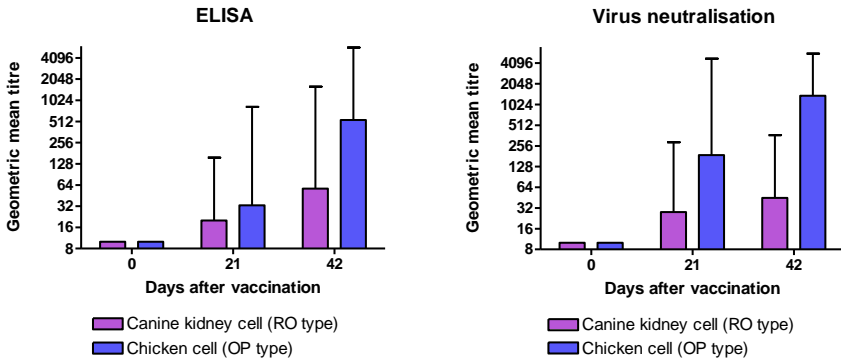 ELISA
Geometric mean titre
4096
2048
1024
512
256
128
64
32
16
8
0 21 42
Days after vaccination
Canine kidney cell (RO type)
Chicken cell (OP type)
Virus neutralisation
Geometric mean titre
4096
2048
1024
512
256
128
64
32
16
8
0 21 42
Days after vaccination
Canine kidney cell (RO type)
Chicken cell (OP type)